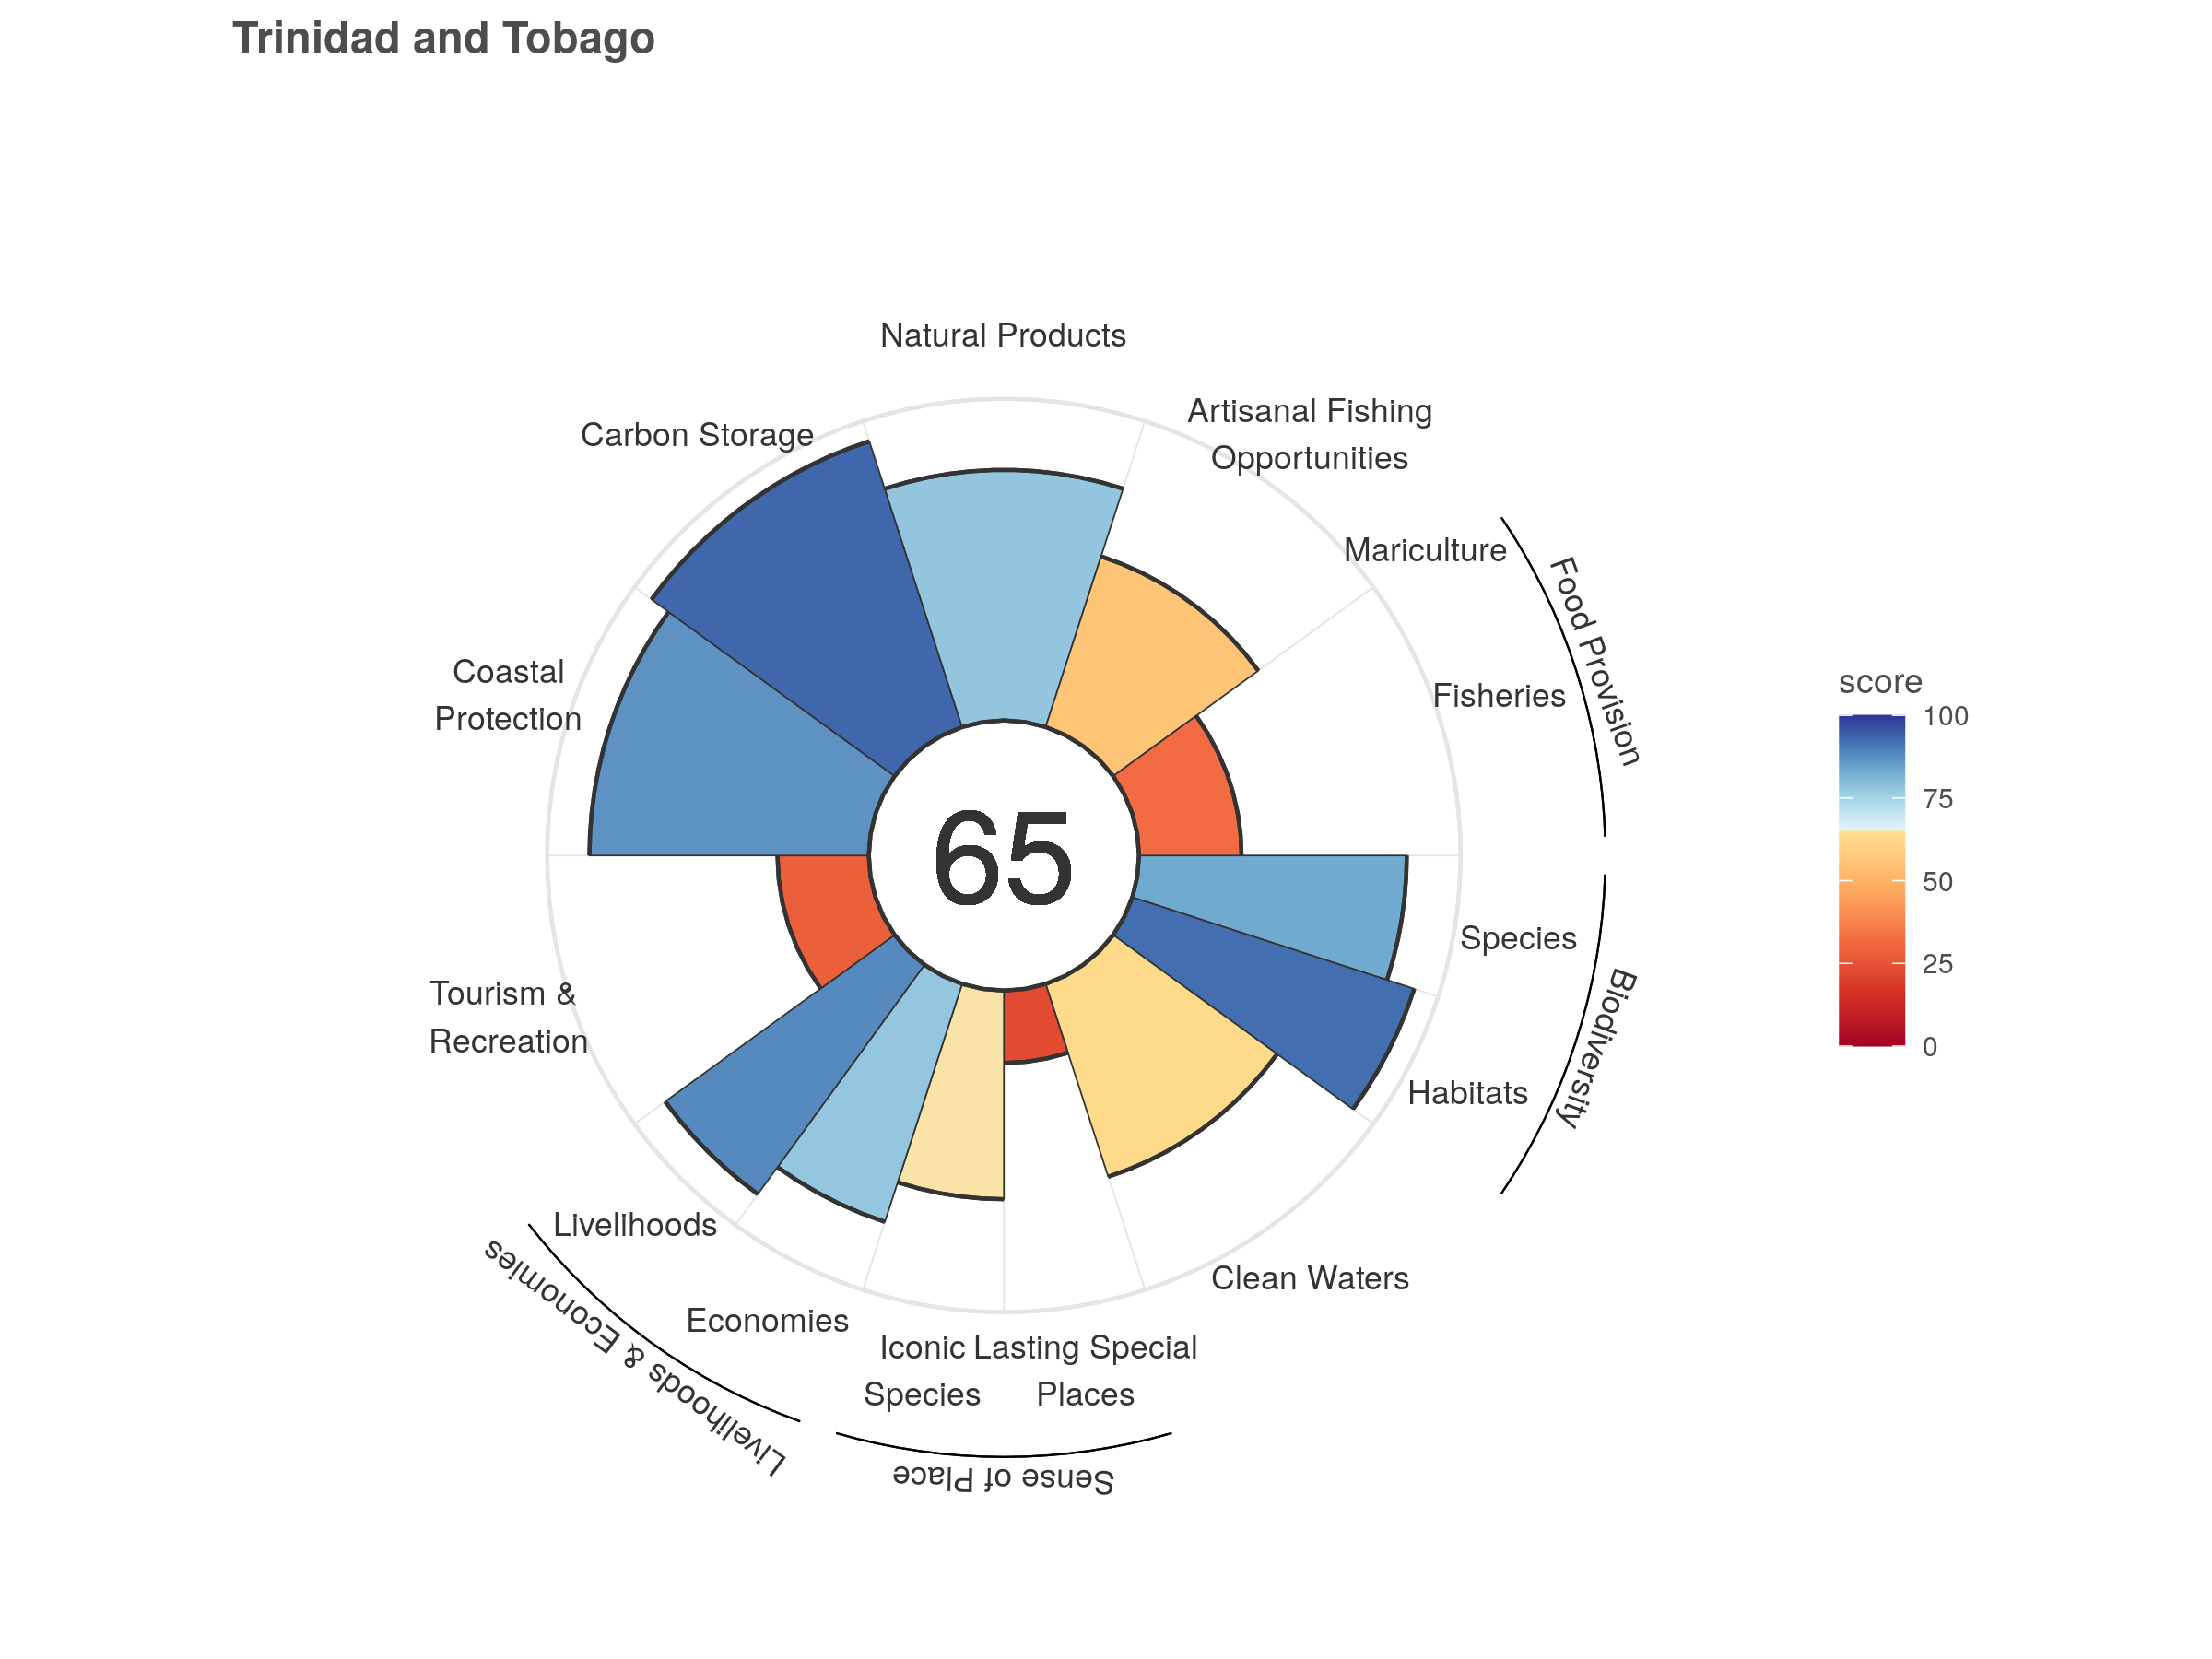 Trinidad and Tobago
Natural Products
Artisanal Fishing
Opportunities
Carbon Storage
Mariculture
Food Provision
Fisheries
Coastal
Protection
score
100
75
50
25
0
65
Species
Biodiversity
Habitats
Tourism &
Recreation
Livelihoods
Livelihoods & Economies
Economies
Clean Waters
Iconic
Species
Lasting Special
Places
Sense of Place